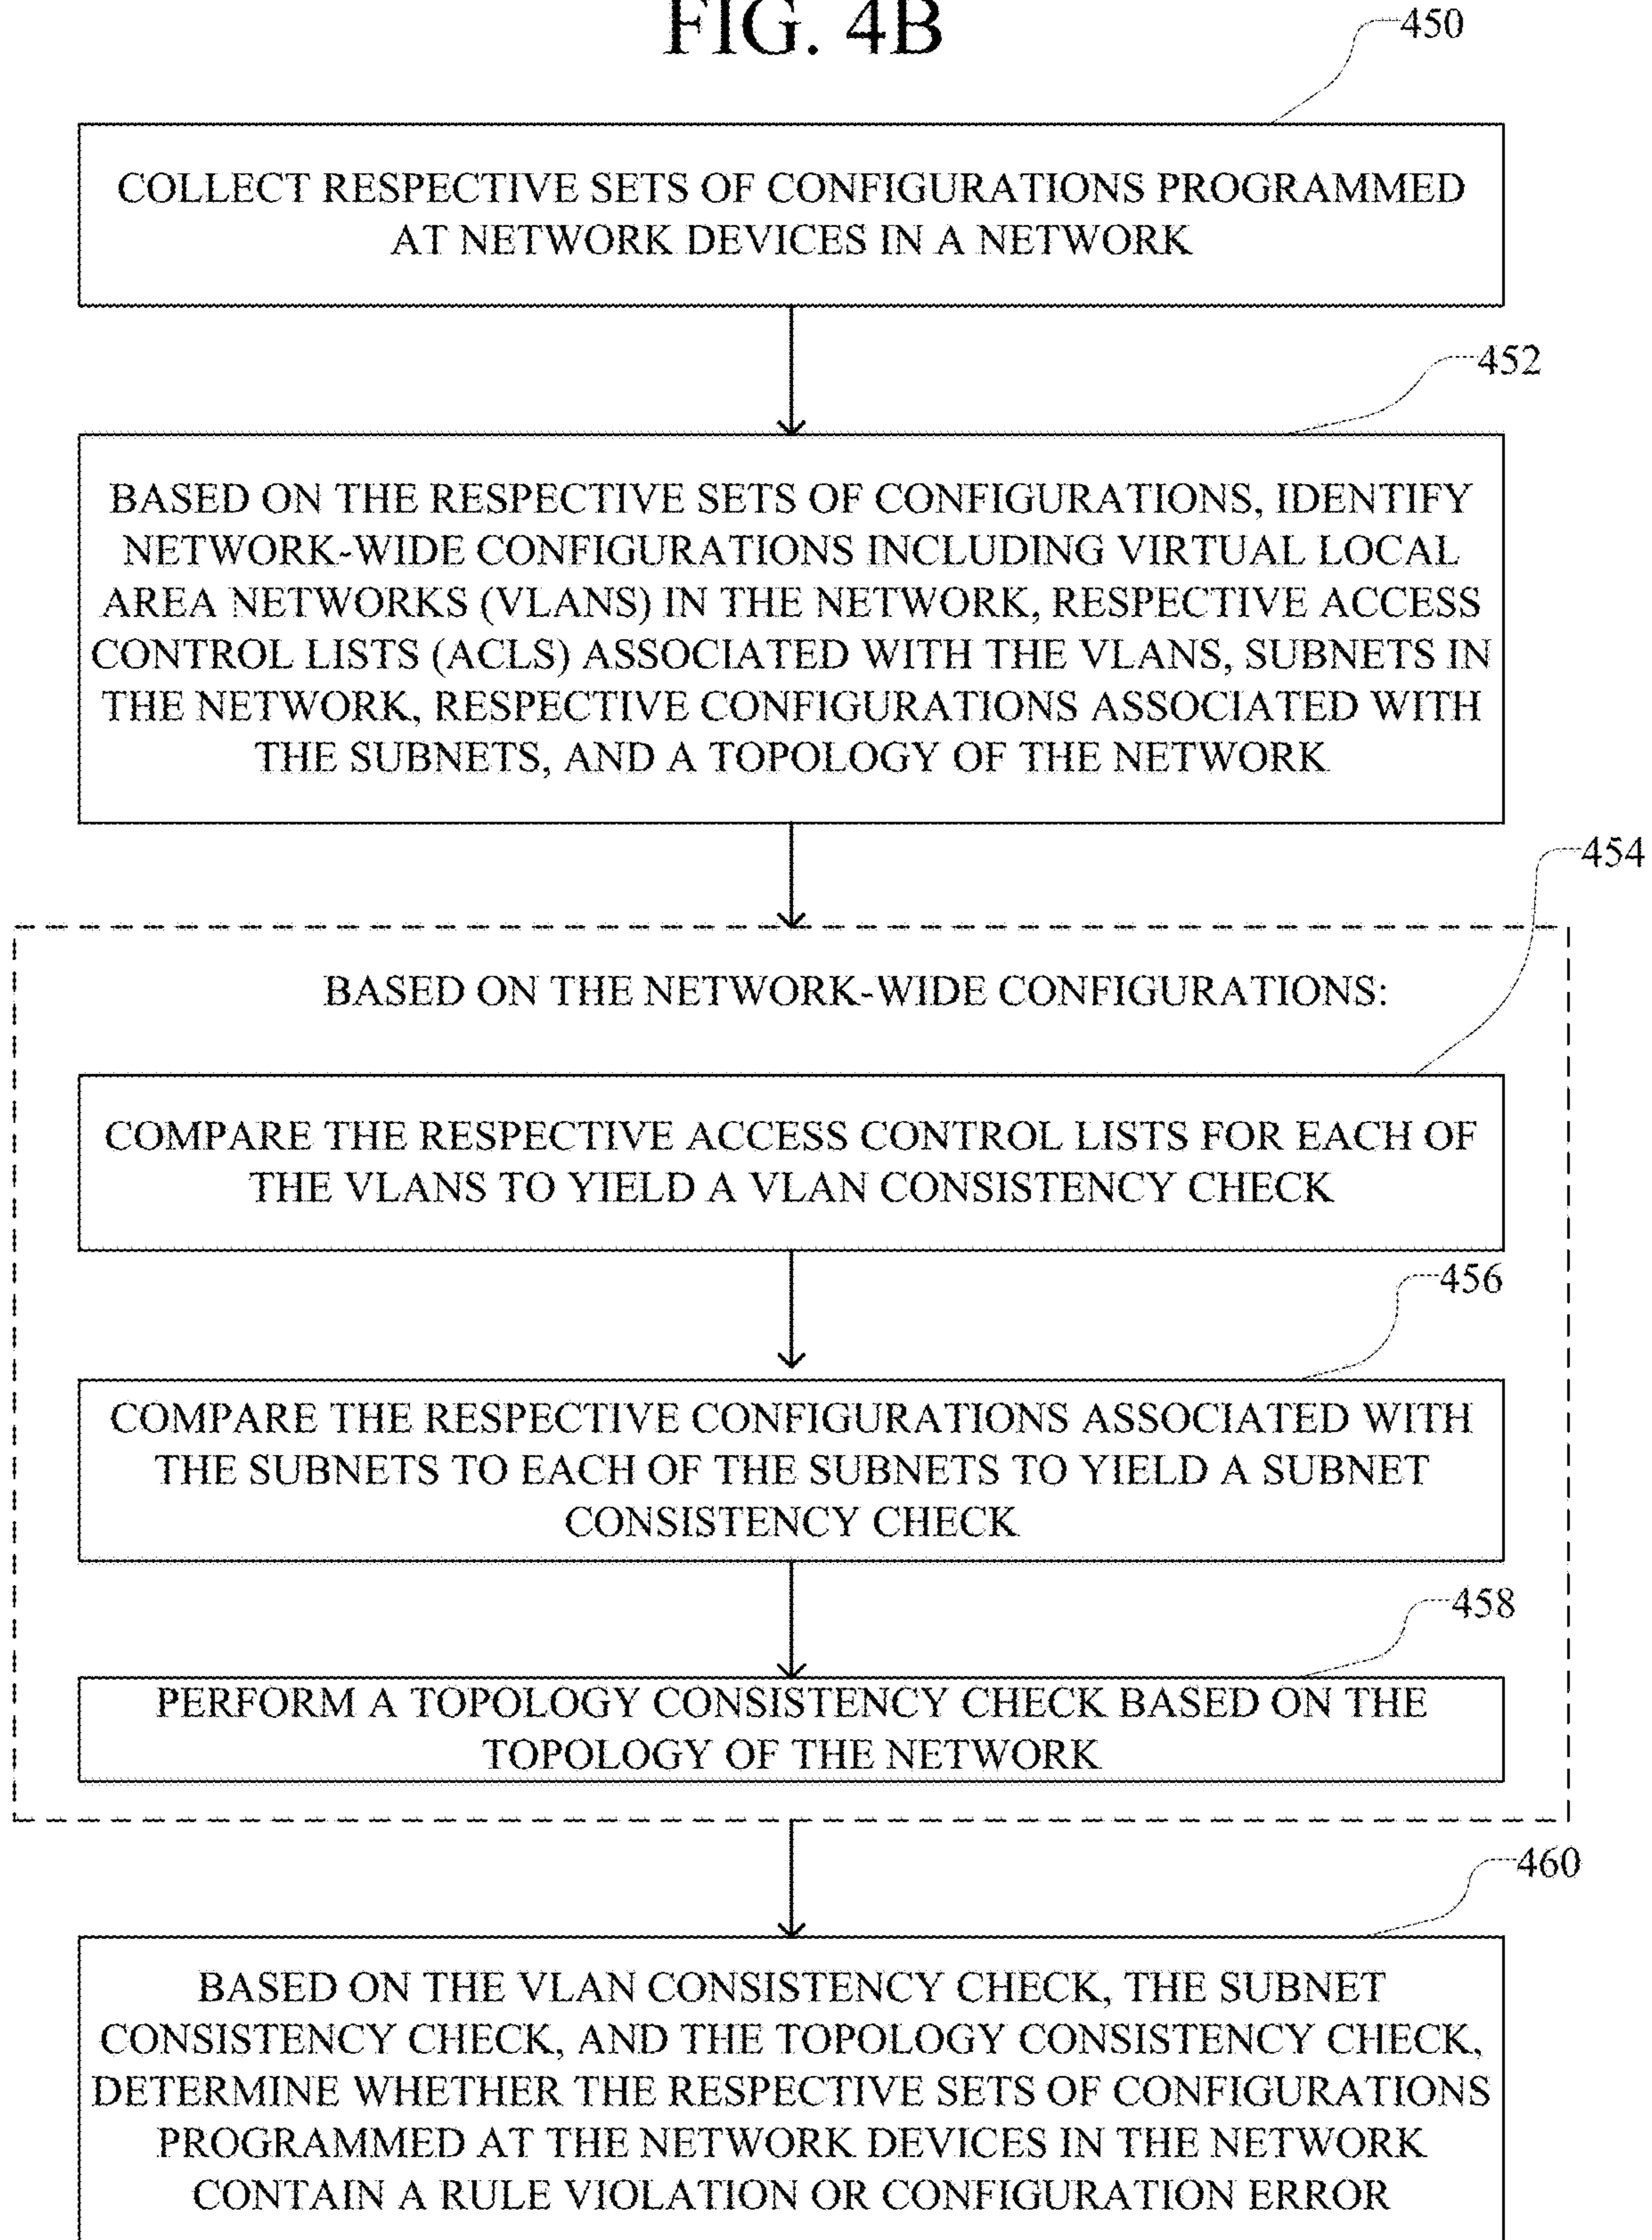 FIG. 4B
450
COLLECT RESPECTIVE SETS OF CONFIGURATIONS PROGRAMMED
AT NETWORK DEVICES IN A NETWORK
452
BASED ON THE RESPECTIVE SETS OF CONFIGURATIONS, IDENTIFY
NETWORK-WIDE CONFIGURATIONS INCLUDING VIRTUAL LOCAL
AREA NETWORKS (VLANS) IN THE NETWORK, RESPECTIVE ACCESS
CONTROL LISTS (ACLS) ASSOCIATED WITH THE VLANS, SUBNETS IN
THE NETWORK, RESPECTIVE CONFIGURATIONS ASSOCIATED WITH
THE SUBNETS, AND A TOPOLOGY OF THE NETWORK
454
BASED ON THE NETWORK-WIDE CONFIGURATIONS:
COMPARE THE RESPECTIVE ACCESS CONTROL LISTS FOR EACH OF
THE VLANS TO YIELD A VLAN CONSISTENCY CHECK
456
COMPARE THE RESPECTIVE CONFIGURATIONS ASSOCIATED WITH
THE SUBNETS TO EACH OF THE SUBNETS TO YIELD A SUBNET
CONSISTENCY CHECK
458
PERFORM A TOPOLOGY CONSISTENCY CHECK BASED ON THE
TOPOLOGY OF THE NETWORK
460
BASED ON THE VLAN CONSISTENCY CHECK, THE SUBNET
CONSISTENCY CHECK, AND THE TOPOLOGY CONSISTENCY CHECK,
DETERMINE WHETHER THE RESPECTIVE SETS OF CONFIGURATIONS
PROGRAMMED AT THE NETWORK DEVICES IN THE NETWORK
CONTAIN A RULE VIOLATION OR CONFIGURATION ERROR